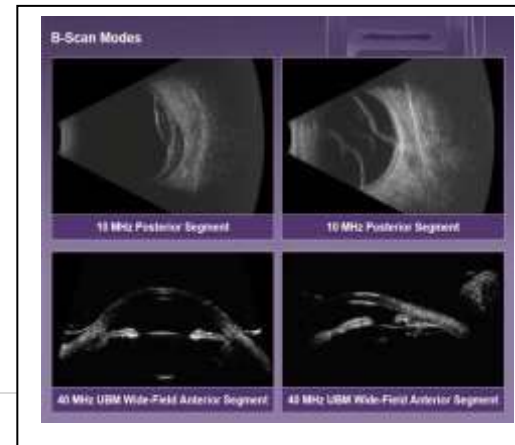 B-Scan Modes
10 MHz Posterior Segment
10 MHz Posterior Segment
40 MHz UBM Wide-Field Anterior Segment
40 MHz UBM Wide-Field Anterior Segment